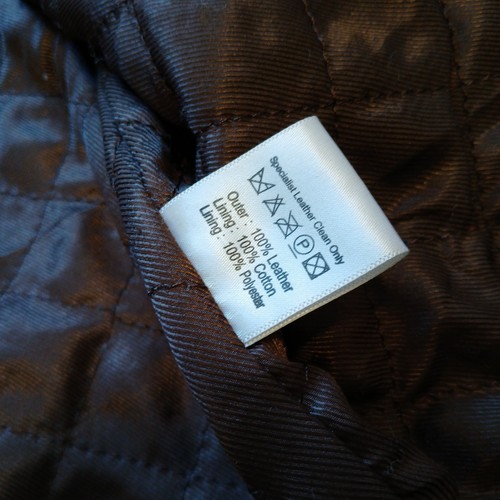 Specialist Leather Clean Only
P
Outer : 100% Leather
Lining : 100% Cotton
Lining : 100% Polyester